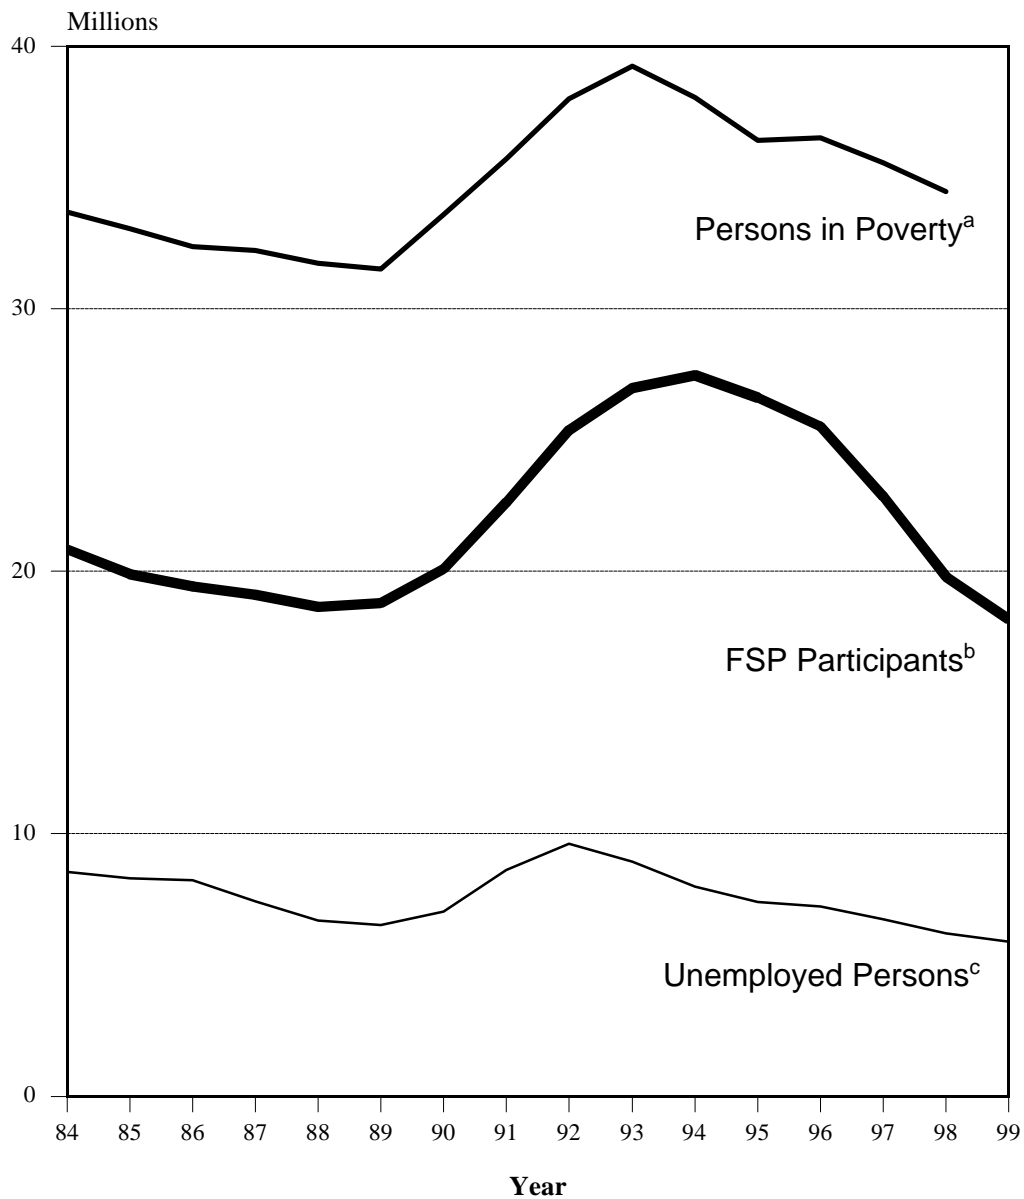 Millions
40
Persons in Poverty^a
30
20
FSP Participants^b
10
Unemployed Persons^c
0
84 85 86 87 88 89 90 91 92 93 94 95 96 97 98 99
Year